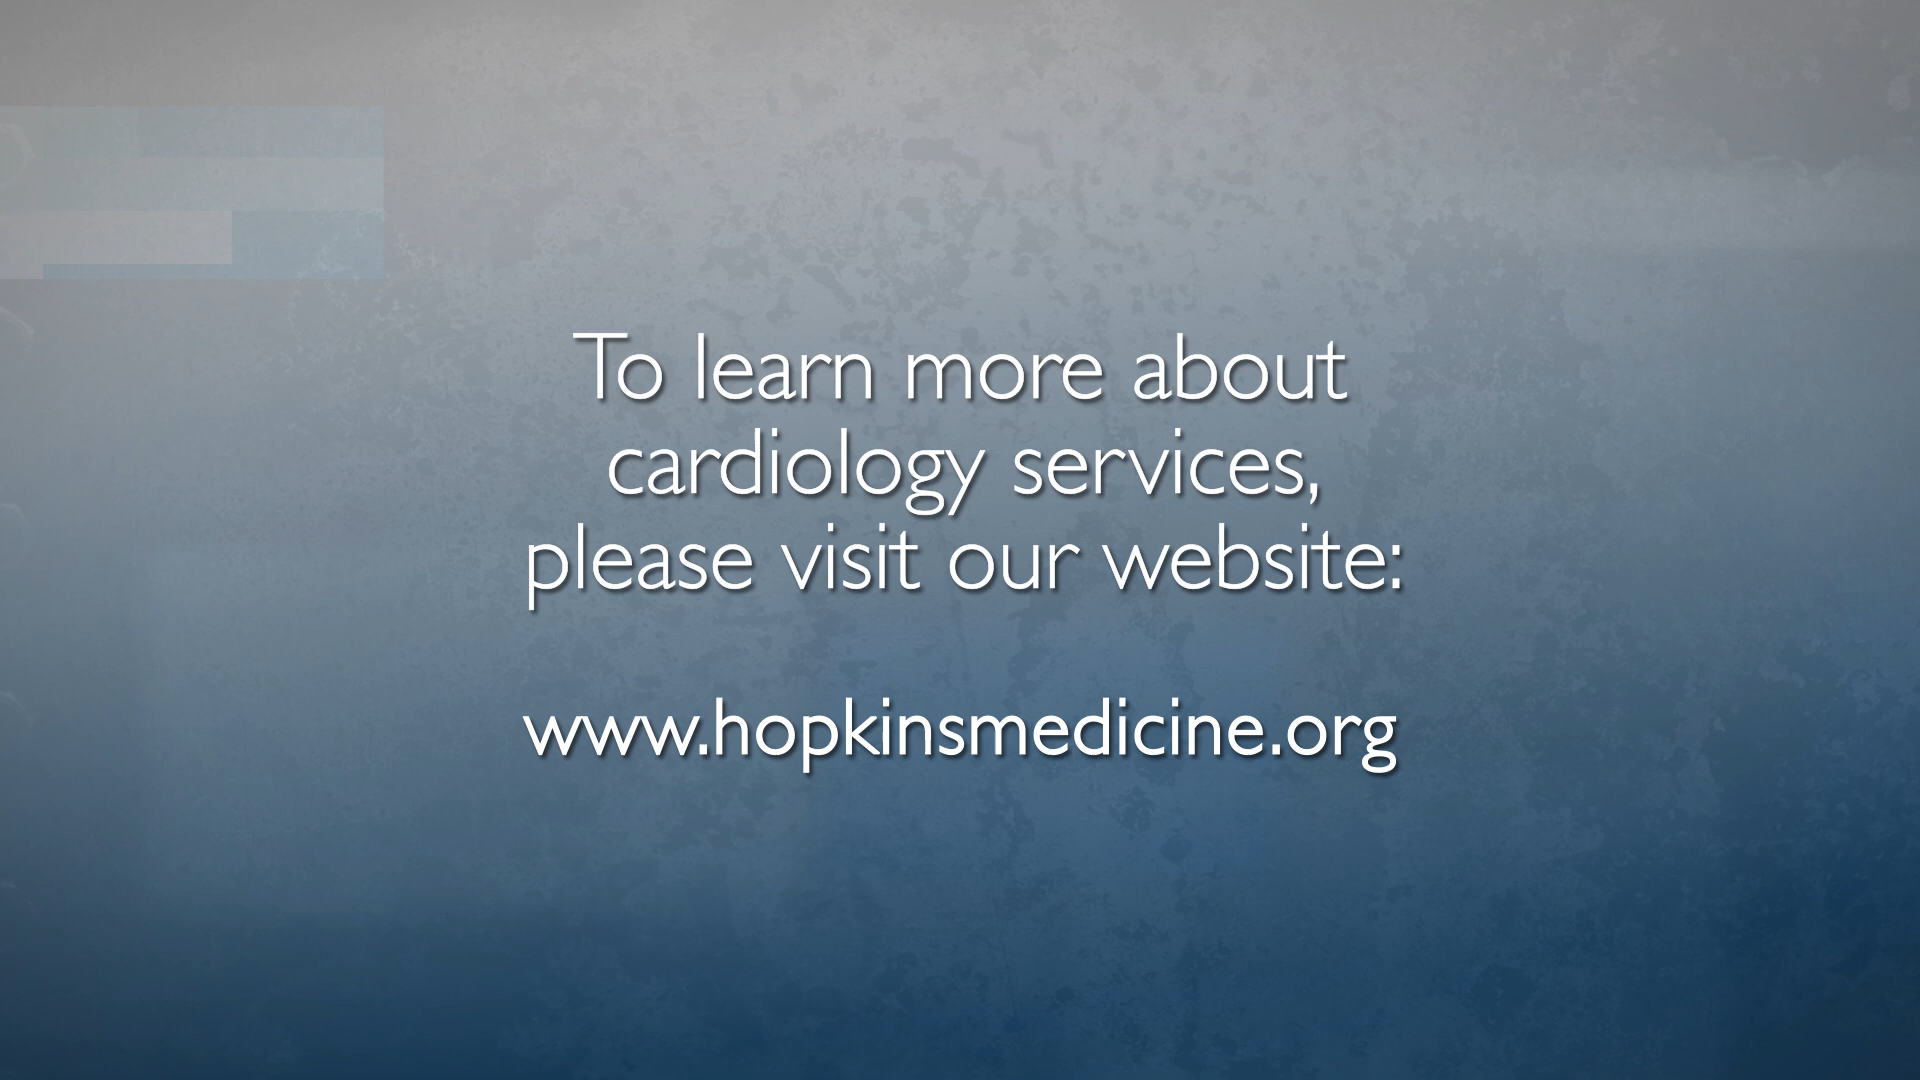 To learn more about
cardiology services,
please visit our website:
www.hopkinsmedicine.org